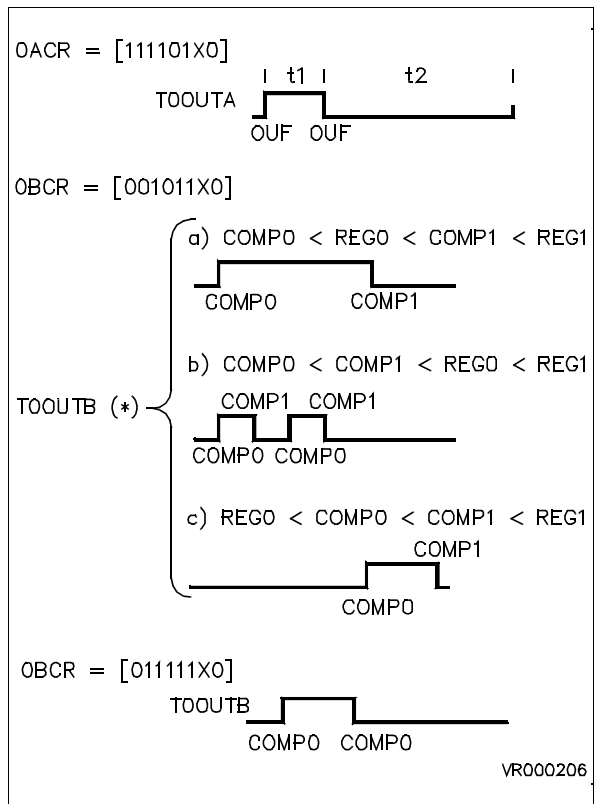 OACR = [111101X0]
t1 t2
T0OUTA
OUF OUF
OBCR = [001011X0]
a) COMP0 < REG0 < COMP1 < REG1
COMP0 COMP1
b) COMP0 < COMP1 < REG0 < REG1
COMP1 COMP1
T0OUTB (*)
COMP0 COMP0
c) REG0 < COMP0 < COMP1 < REG1
COMP1
COMP0
OBCR = [011111X0]
T0OUTB
COMP0 COMP0
VR000206